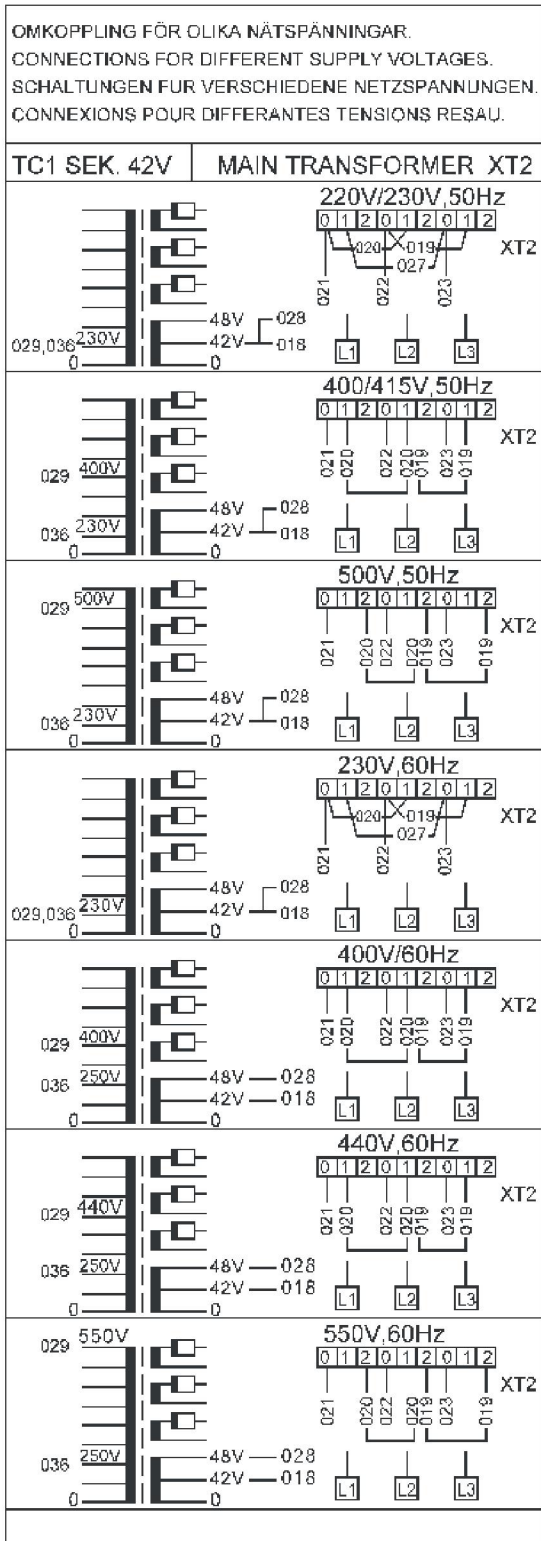 OMKOPPLING FÖR OLIKA NÄTSPÄNNINGAR.
CONNECTIONS FOR DIFFERENT SUPPLY VOLTAGES.
SCHALTUNGEN FUR VERSCHIEDENE NETZSPANNUNGEN.
CONNEXIONS POUR DIFFERANTES TENSIONS RESAU.
TC1 SEK. 42V MAIN TRANSFORMER XT2
220V/230V,50Hz
0 1 2 0 1 2 0 1 2
XT2
020 019
027
021 022 023
48V 028
029,036 230V 42V 018
0 0
L1 L2 L3
400/415V,50Hz
0 1 2 0 1 2 0 1 2
XT2
021 020 022 020 019 023 019
029 400V
48V 028
036 230V 42V 018
0 0
L1 L2 L3
500V,50Hz
029 500V
0 1 2 0 1 2 0 1 2
XT2
021 020 022 020 019 023 019
48V 028
036 230V 42V 018
0 0
L1 L2 L3
230V,60Hz
0 1 2 0 1 2 0 1 2
XT2
020 019
027
021 022 023
48V 028
029,036 230V 42V 018
0 0
L1 L2 L3
400V/60Hz
0 1 2 0 1 2 0 1 2
XT2
021 020 022 020 019 023 019
029 400V
036 250V 48V 028
42V 018
0 0
L1 L2 L3
440V,60Hz
0 1 2 0 1 2 0 1 2
XT2
029 440V
021 020 022 020 019 023 019
036 250V 48V 028
42V 018
0 0
L1 L2 L3
029 550V 550V,60Hz
0 1 2 0 1 2 0 1 2
XT2
021 020 022 020 019 023 019
036 250V 48V 028
42V 018
0 0
L1 L2 L3